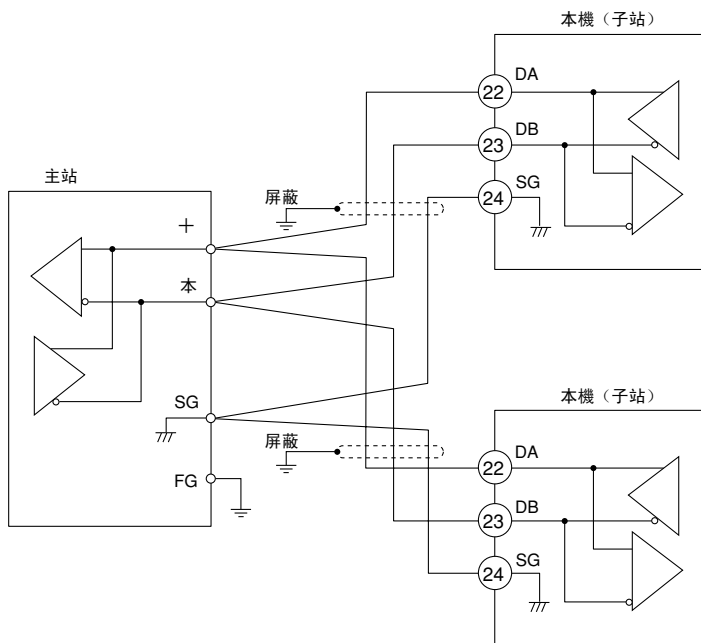 本機（子站）
22 DA
23 DB
24 SG
主站
屏蔽
＋
本
SG
FG
本機（子站）
屏蔽
22 DA
23 DB
24 SG